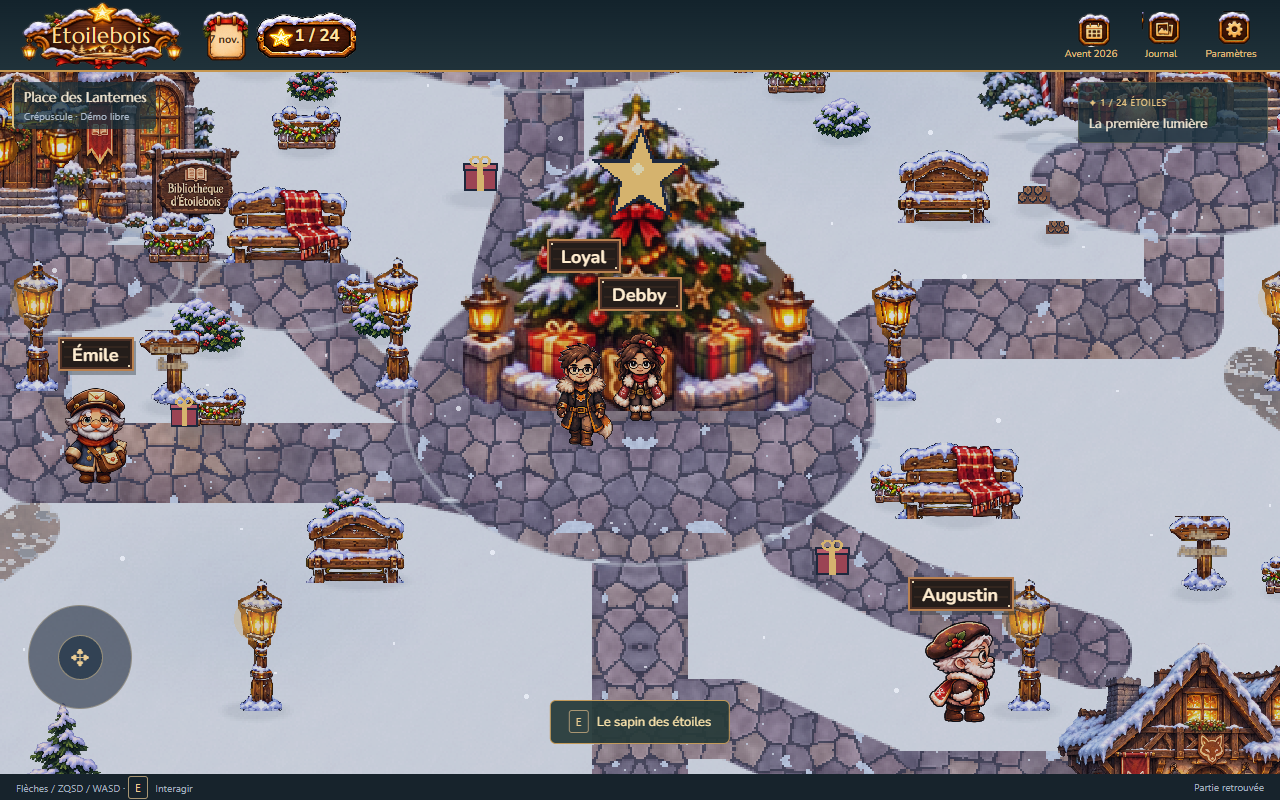 Étoilebois
7 nov.
1 / 24
Avent 2026
Journal
Paramètres
Place des Lanternes
Crépuscule · Démo libre
✦ 1 / 24 ÉTOILES
La première lumière
Bibliothèque
d'Étoilebois
Loyal
Debby
Émile
Augustin
E Le sapin des étoiles
Flèches / ZQSD / WASD · E Interagir
Partie retrouvée